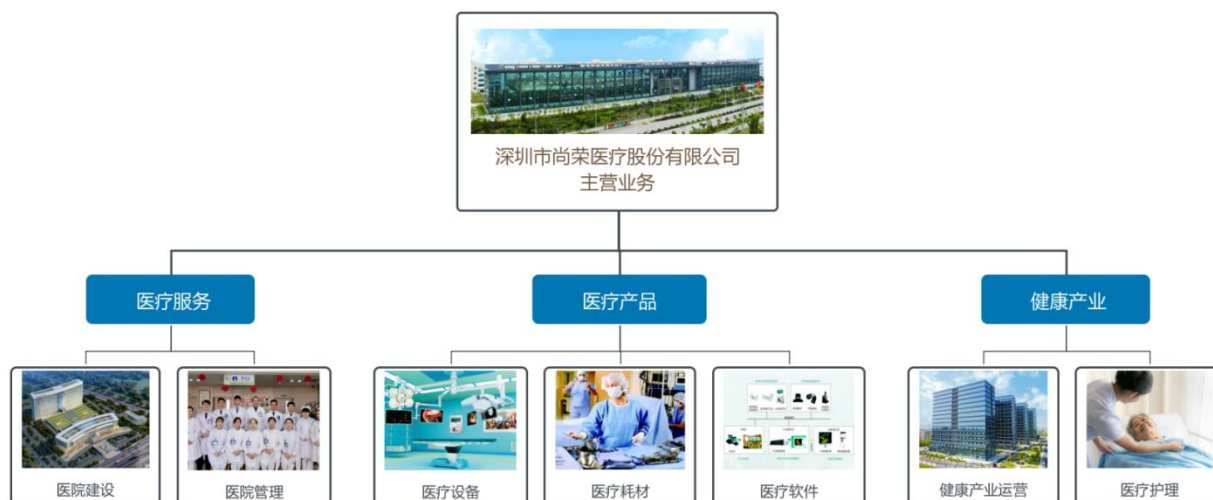 深圳市尚荣医疗股份有限公司
主营业务
医疗服务
医疗产品
健康产业
医院建设
医院管理
医疗设备
医疗耗材
医疗软件
健康产业运营
医疗护理